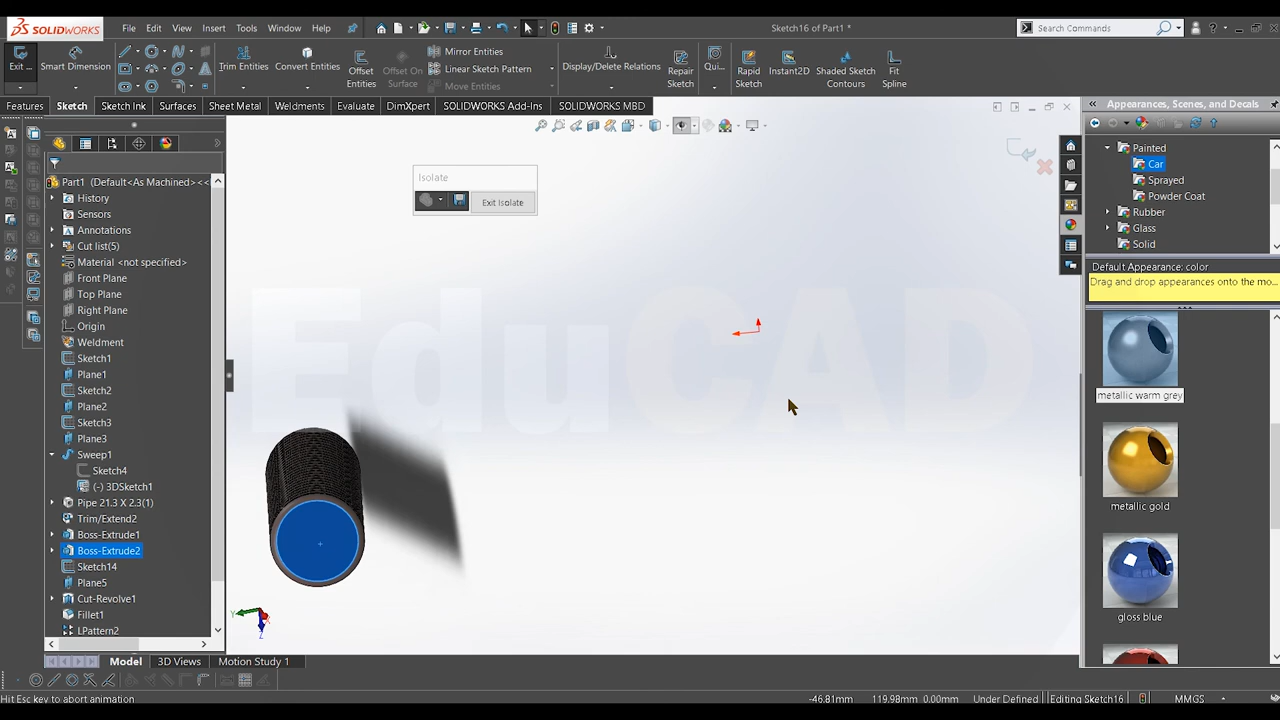 SOLIDWORKS File Edit View Insert Tools Window Sketch16 of Part1 * Search Commands
Exit ... Smart Dimension Trim Entities Convert Entities Offset Entities Offset On Surface Mirror Entities Linear Sketch Pattern Move Entities Display/Delete Relations Repair Sketch Qui... Rapid Sketch Instant2D Shaded Sketch Contours Fit Spline
Features Sketch Sketch Ink Surfaces Sheet Metal Weldments Evaluate DimXpert SOLIDWORKS Add-Ins SOLIDWORKS MBD
Appearances, Scenes, and Decals
Part1 (Default<As Machined><<
History
Sensors
Annotations
Cut list(5)
Material <not specified>
Front Plane
Top Plane
Right Plane
Origin
Weldment
Sketch1
Plane1
Sketch2
Plane2
Sketch3
Plane3
Sweep1
Sketch4
(-) 3DSketch1
Pipe 21.3 X 2.3(1)
Trim/Extend2
Boss-Extrude1
Boss-Extrude2
Sketch14
Plane5
Cut-Revolve1
Fillet1
LPattern2
Isolate
Exit Isolate
EduCAD
Y
Z
Painted
Car
Sprayed
Powder Coat
Rubber
Glass
Solid
Default Appearance: color
Drag and drop appearances onto the mo...
metallic warm grey
metallic gold
gloss blue
Model 3D Views Motion Study 1
Hit Esc key to abort animation -46.81mm 119.98mm 0.00mm Under Defined Editing Sketch16 MMGS